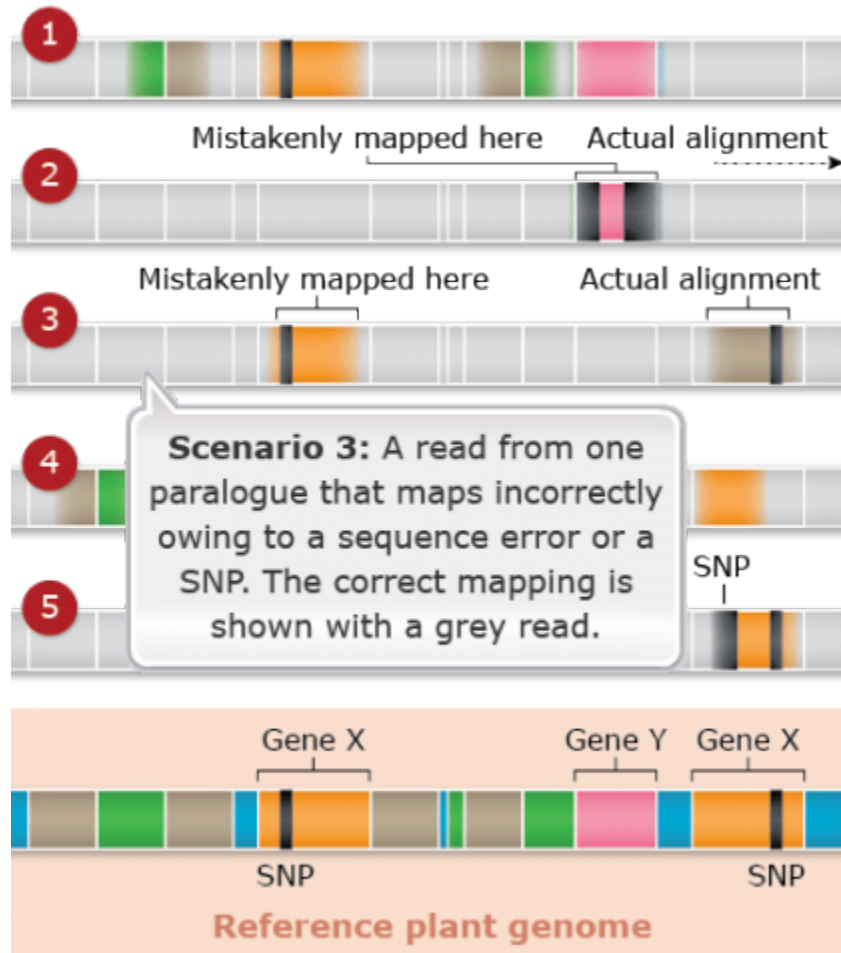 1
Mistakenly mapped here Actual alignment
2
Mistakenly mapped here Actual alignment
3
Scenario 3: A read from one
paralogue that maps incorrectly
owing to a sequence error or a
SNP. The correct mapping is
shown with a grey read.
4
SNP
5
Gene X Gene Y Gene X
SNP SNP
Reference plant genome